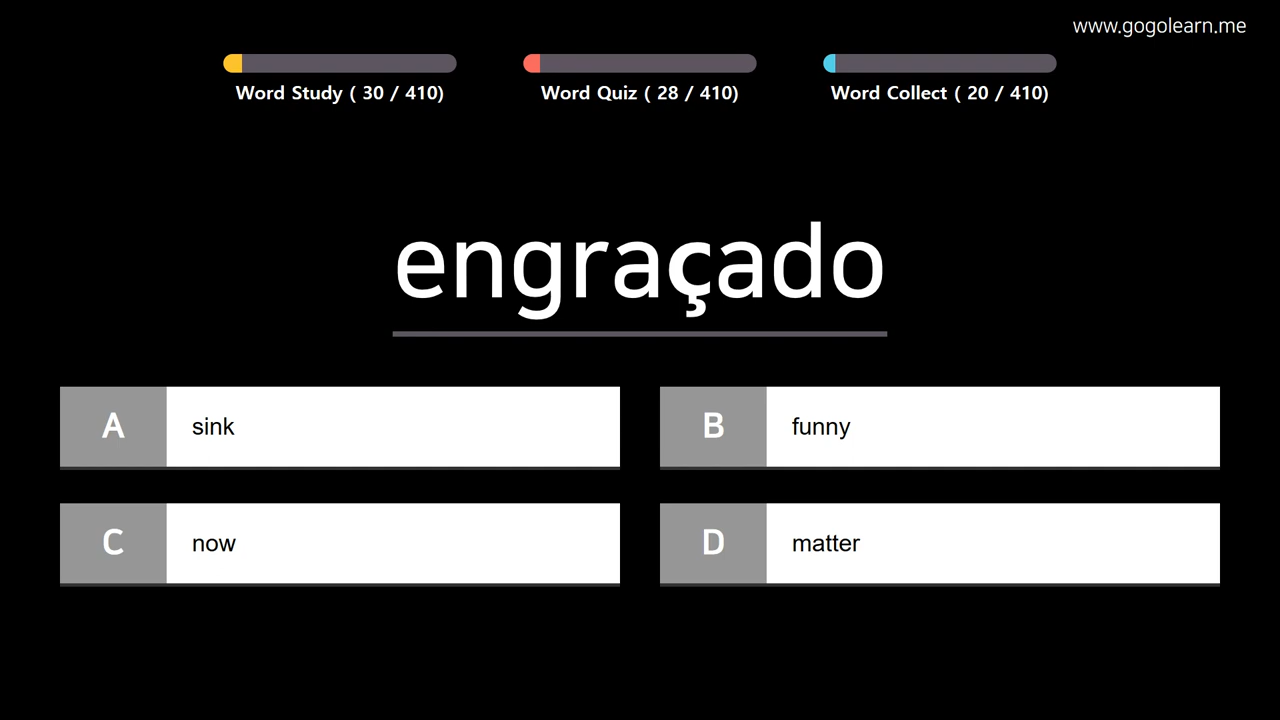 www.gogolearn.me
Word Study ( 30 / 410)
Word Quiz ( 28 / 410)
Word Collect ( 20 / 410)
engraçado
A sink
B funny
C now
D matter